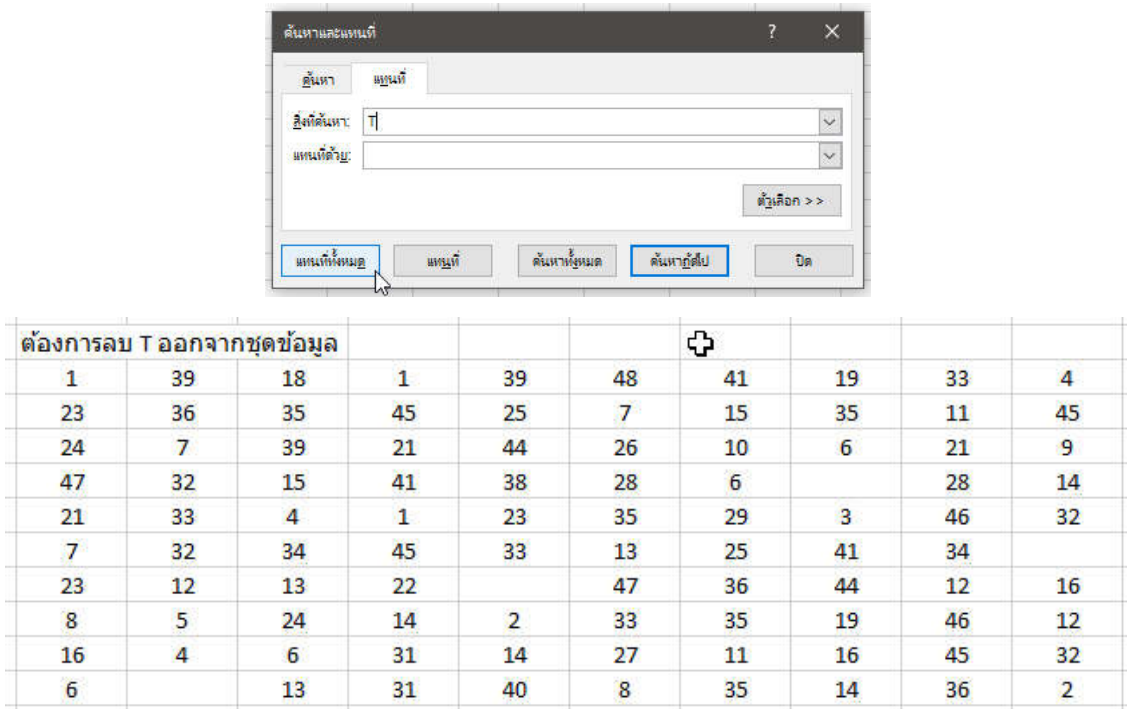 ค้นหาและแทนที่ ? ×
ค้นหา แทนที่
สิ่งที่ค้นหา: T
แทนที่ด้วย:
ตัวเลือก >>
แทนที่ทั้งหมด แทนที่ ค้นหาทั้งหมด ค้นหาถัดไป ปิด
ต้องการลบ T ออกจากชุดข้อมูล
1 39 18 1 39 48 41 19 33 4
23 36 35 45 25 7 15 35 11 45
24 7 39 21 44 26 10 6 21 9
47 32 15 41 38 28 6 28 14
21 33 4 1 23 35 29 3 46 32
7 32 34 45 33 13 25 41 34
23 12 13 22 47 36 44 12 16
8 5 24 14 2 33 35 19 46 12
16 4 6 31 14 27 11 16 45 32
6 13 31 40 8 35 14 36 2